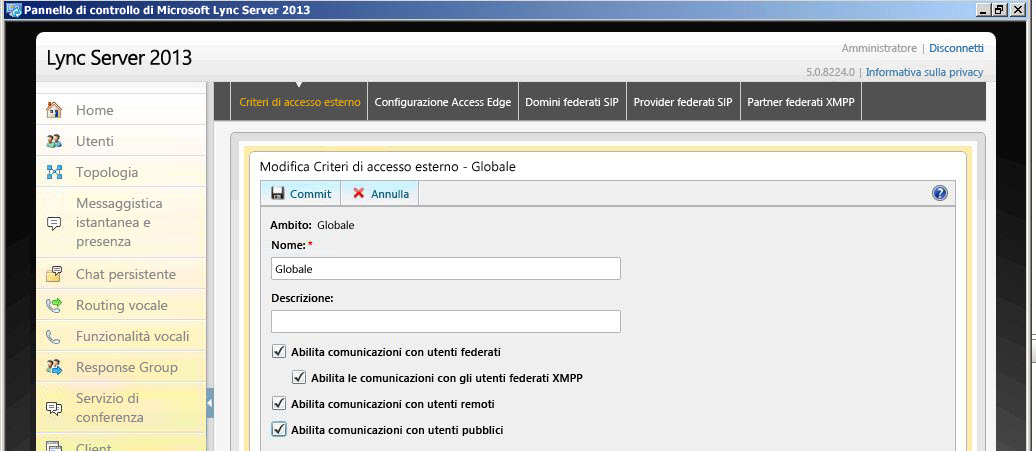 Pannello di controllo di Microsoft Lync Server 2013
Lync Server 2013
Amministratore | Disconnetti
5.0.8224.0 | Informativa sulla privacy
Home
Utenti
Topologia
Messaggistica
istantanea e
presenza
Chat persistente
Routing vocale
Funzionalità vocali
Response Group
Servizio di
conferenza
Client
Criteri di accesso esterno
Configurazione Access Edge
Domini federati SIP
Provider federati SIP
Partner federati XMPP
Modifica Criteri di accesso esterno - Globale
Commit
Annulla
?
Ambito: Globale
Nome: *
Globale
Descrizione:
Abilita comunicazioni con utenti federati
Abilita le comunicazioni con gli utenti federati XMPP
Abilita comunicazioni con utenti remoti
Abilita comunicazioni con utenti pubblici